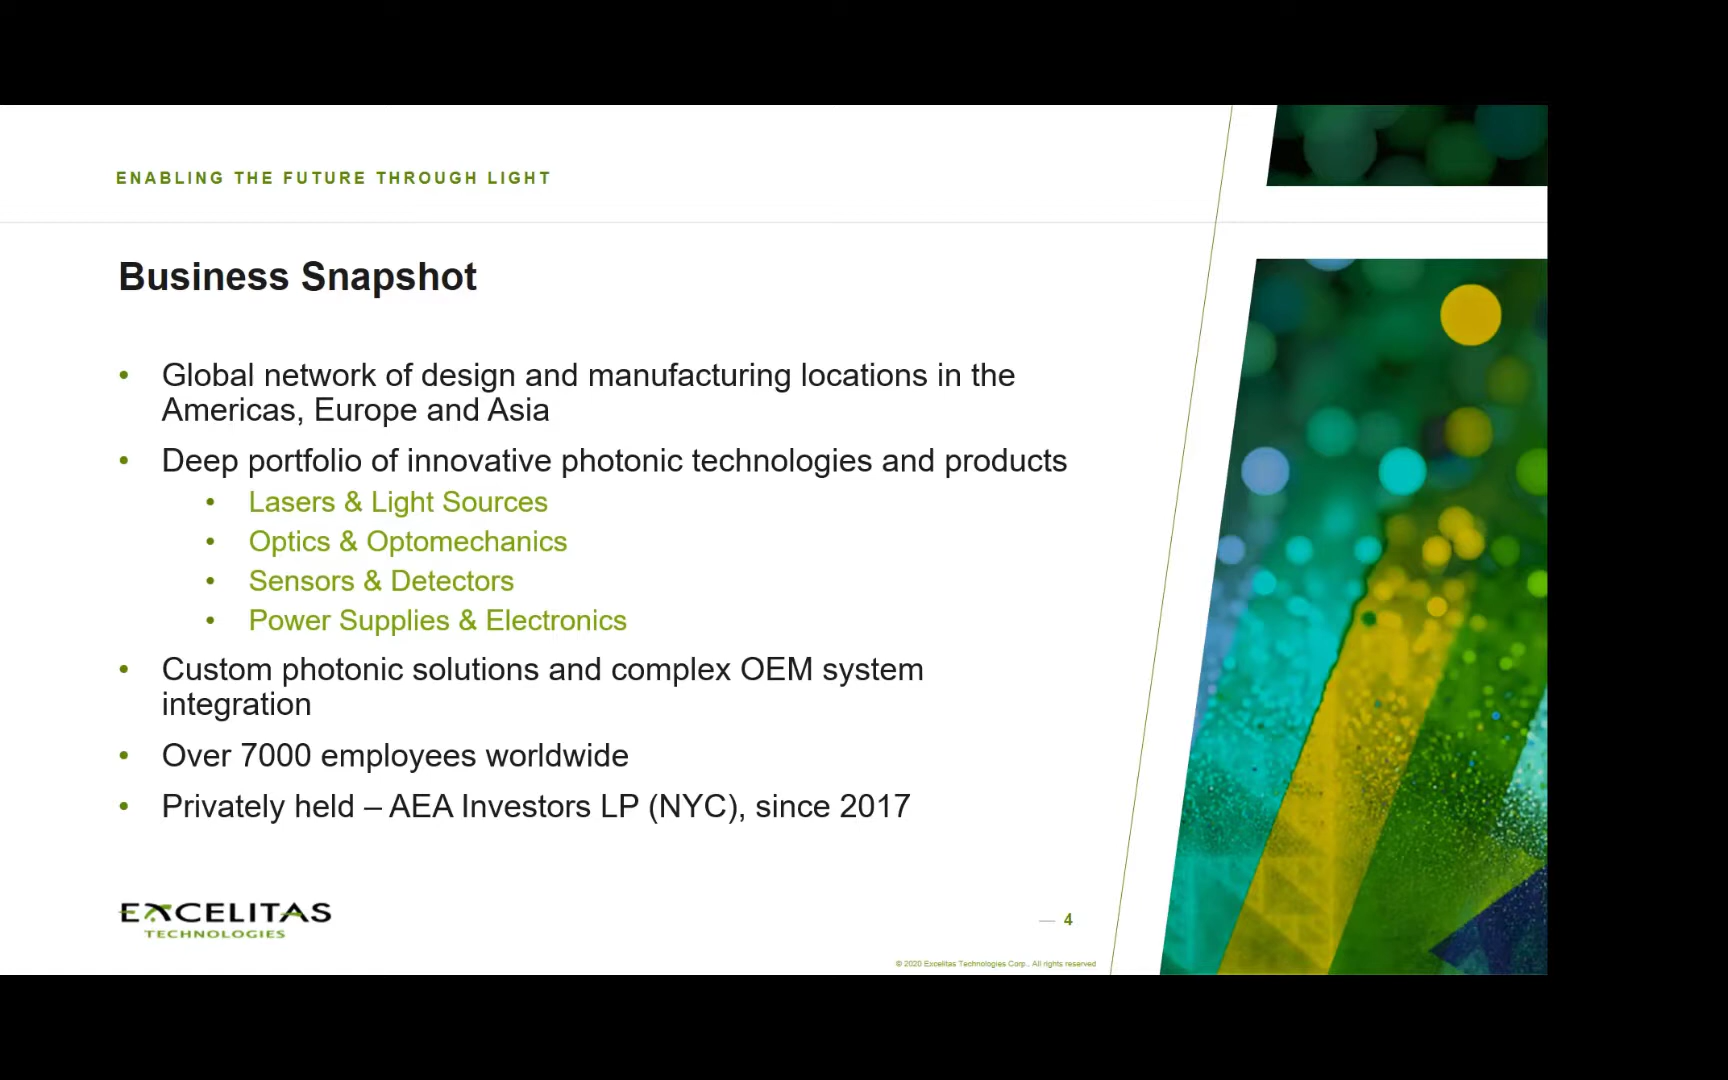 ENABLING THE FUTURE THROUGH LIGHT
Business Snapshot
• Global network of design and manufacturing locations in the
Americas, Europe and Asia
• Deep portfolio of innovative photonic technologies and products
• Lasers & Light Sources
• Optics & Optomechanics
• Sensors & Detectors
• Power Supplies & Electronics
• Custom photonic solutions and complex OEM system
integration
• Over 7000 employees worldwide
• Privately held – AEA Investors LP (NYC), since 2017
EXCELITAS
TECHNOLOGIES
— 4
© 2020 Excelitas Technologies Corp.. All rights reserved